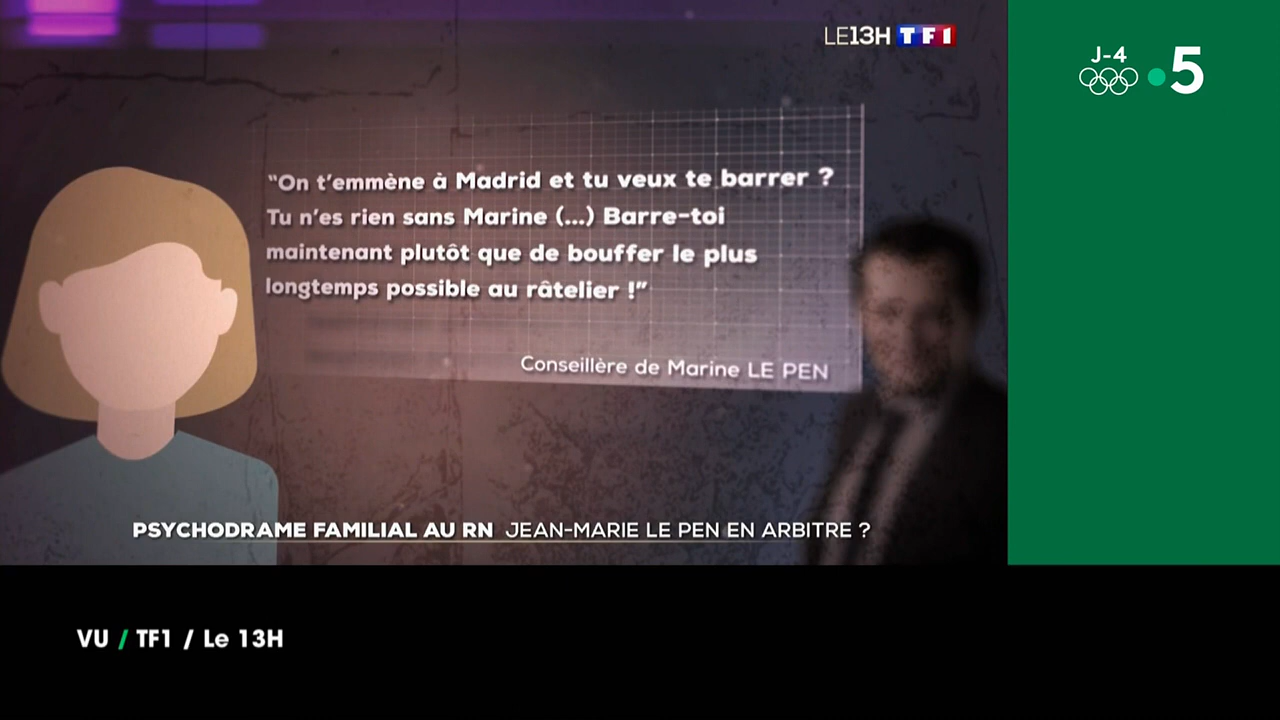 LE13H TF1
J-4
5
“On t’emmène à Madrid et tu veux te barrer ?
Tu n’es rien sans Marine (...) Barre-toi
maintenant plutôt que de bouffer le plus
longtemps possible au râtelier !”
Conseillère de Marine LE PEN
PSYCHODRAME FAMILIAL AU RN JEAN-MARIE LE PEN EN ARBITRE ?
VU / TF1 / Le 13H